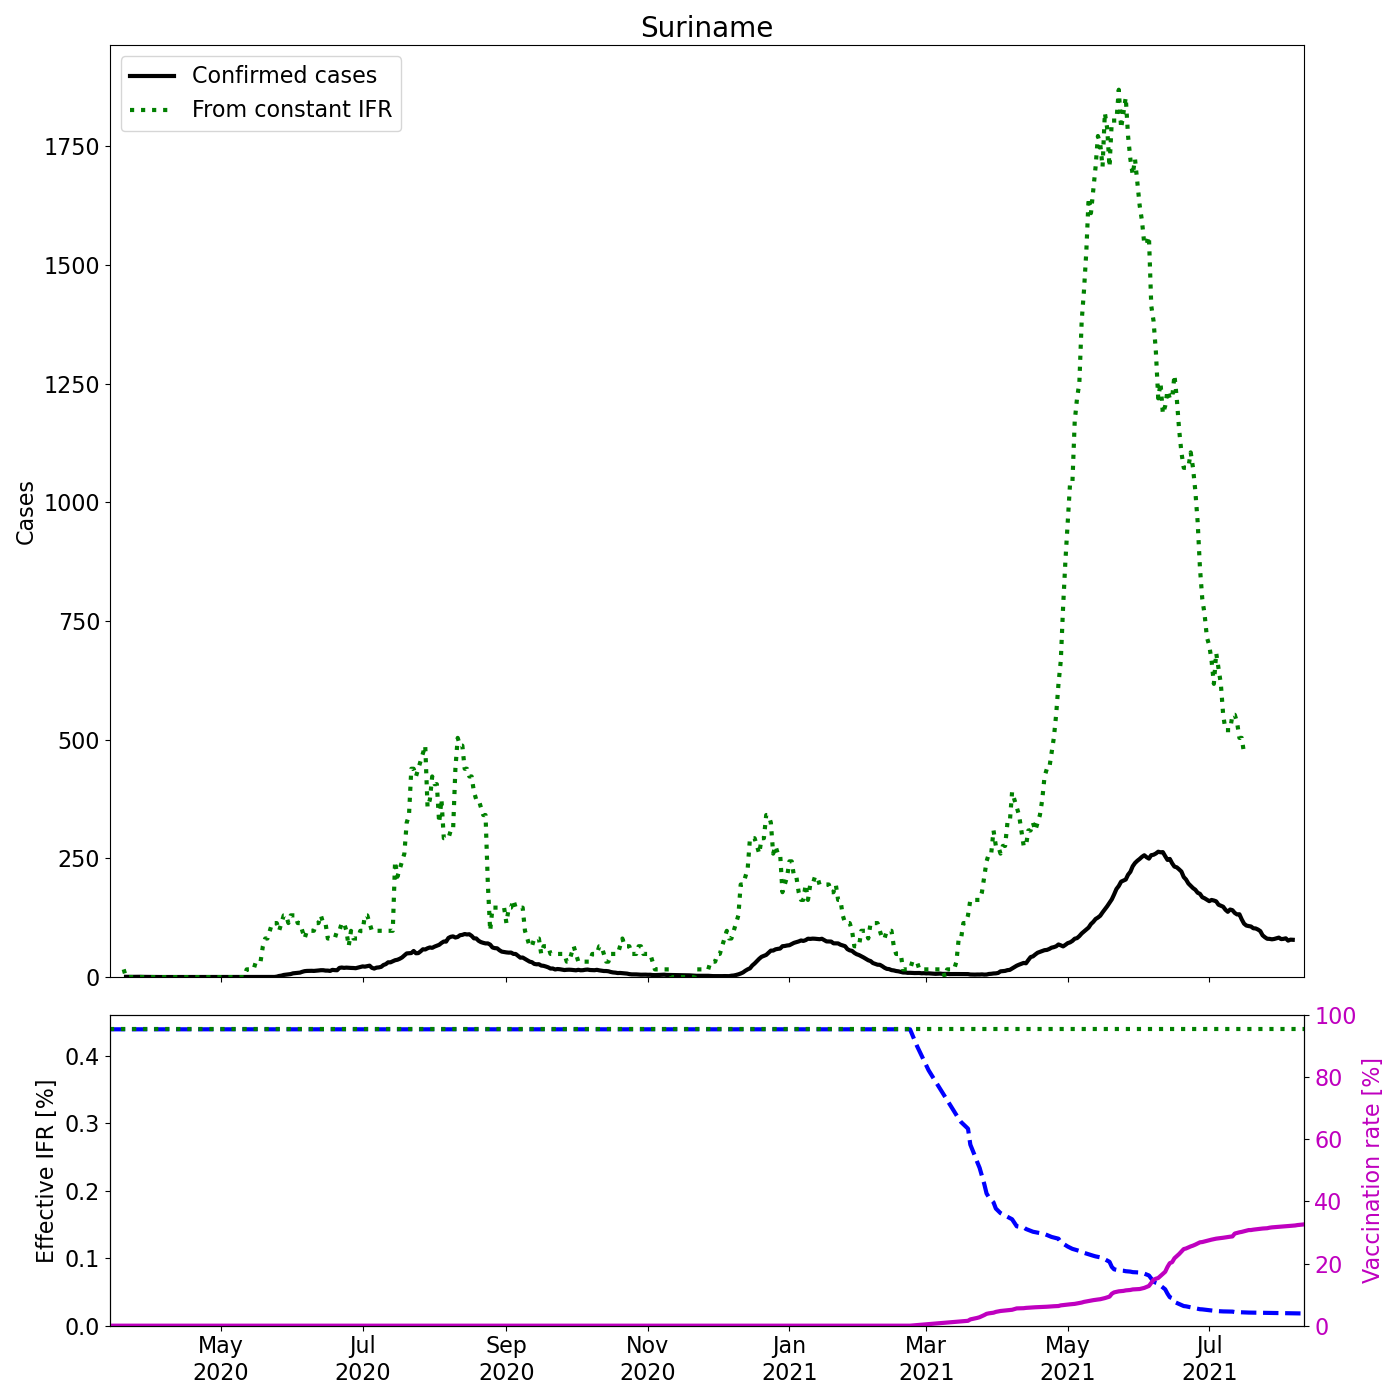 Suriname
Confirmed cases
From constant IFR
Cases
1750
1500
1250
1000
750
500
250
0
Effective IFR [%]
0.4
0.3
0.2
0.1
0.0
100
80
60
40
20
0
Vaccination rate [%]
May
2020
Jul
2020
Sep
2020
Nov
2020
Jan
2021
Mar
2021
May
2021
Jul
2021